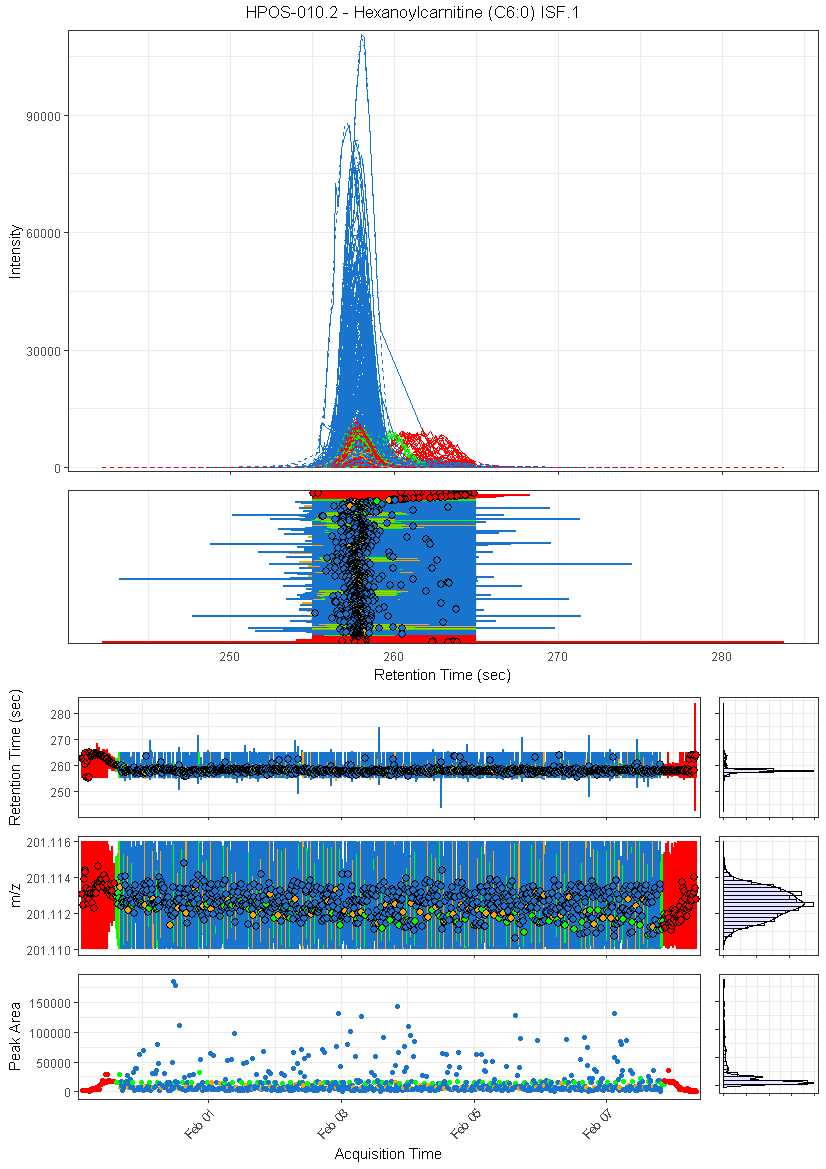 HPOS-010.2 - Hexanoylcarnitine (C6:0) ISF.1
90000
60000
30000
0
Intensity
250
260
270
280
Retention Time (sec)
280
270
260
250
Retention Time (sec)
201.116
201.114
201.112
201.110
m/z
150000
100000
50000
0
Peak Area
Feb 01
Feb 03
Feb 05
Feb 07
Acquisition Time